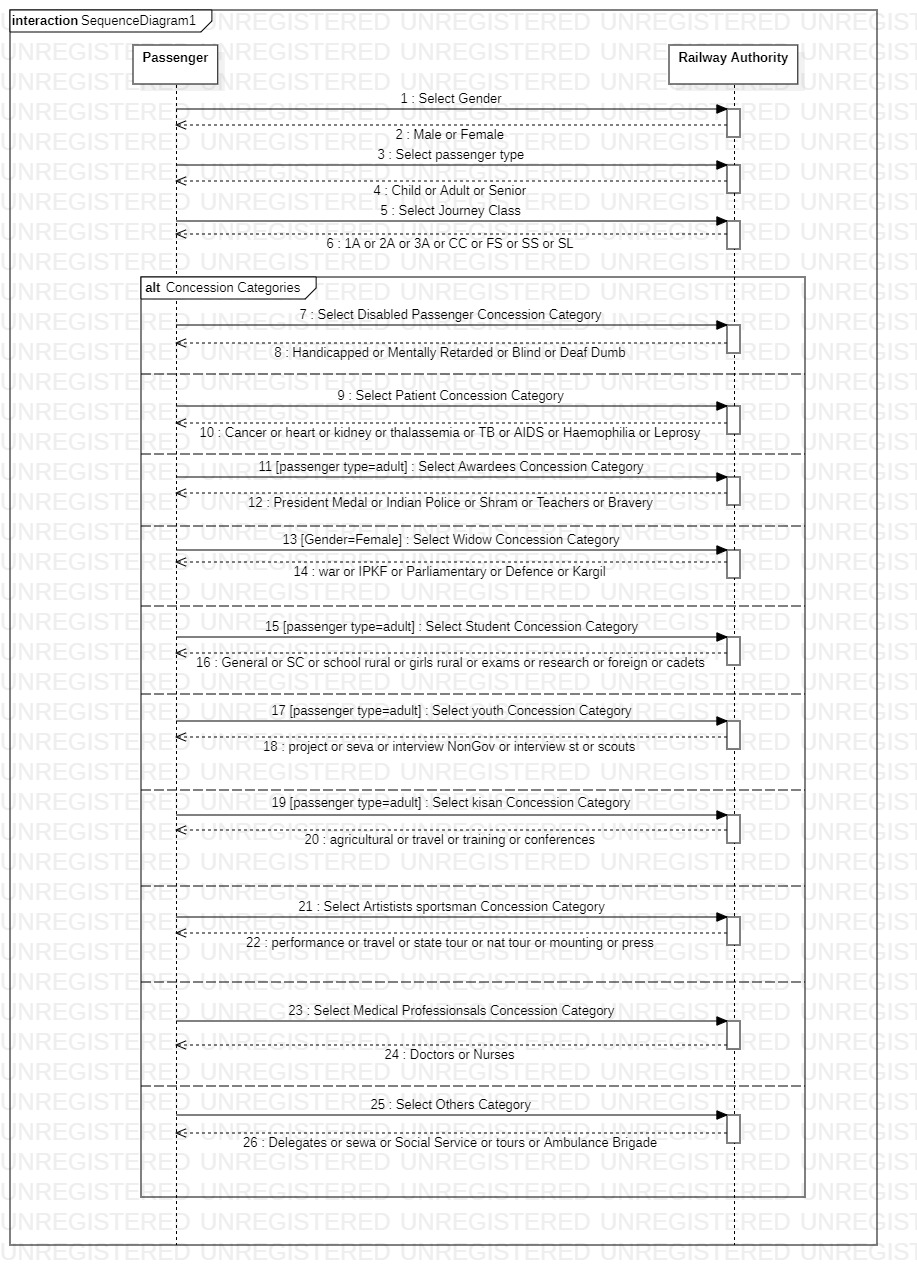 interaction SequenceDiagram1
Passenger
Railway Authority
1 : Select Gender
2 : Male or Female
3 : Select passenger type
4 : Child or Adult or Senior
5 : Select Journey Class
6 : 1A or 2A or 3A or CC or FS or SS or SL
alt Concession Categories
7 : Select Disabled Passenger Concession Category
8 : Handicapped or Mentally Retarded or Blind or Deaf Dumb
9 : Select Patient Concession Category
10 : Cancer or heart or kidney or thalassemia or TB or AIDS or Haemophilia or Leprosy
11 [passenger type=adult] : Select Awardees Concession Category
12 : President Medal or Indian Police or Shram or Teachers or Bravery
13 [Gender=Female] : Select Widow Concession Category
14 : war or IPKF or Parliamentary or Defence or Kargil
15 [passenger type=adult] : Select Student Concession Category
16 : General or SC or school rural or girls rural or exams or research or foreign or cadets
17 [passenger type=adult] : Select youth Concession Category
18 : project or seva or interview NonGov or interview st or scouts
19 [passenger type=adult] : Select kisan Concession Category
20 : agricultural or travel or training or conferences
21 : Select Artistists sportsman Concession Category
22 : performance or travel or state tour or nat tour or mounting or press
23 : Select Medical Professionsals Concession Category
24 : Doctors or Nurses
25 : Select Others Category
26 : Delegates or sewa or Social Service or tours or Ambulance Brigade
UNREGISTERED